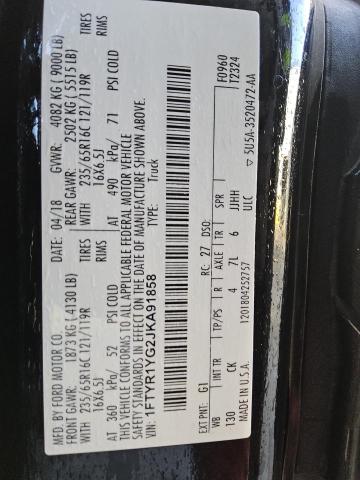 MFD. BY FORD MOTOR CO.
DATE: 04/18 GVWR: 4082 KG ( 9000 LB)
FRONT GAWR: 1873 KG ( 4130 LB) REAR GAWR: 2502 KG ( 5515 LB)
235/65R16C 121/119R TIRES 235/65R16C 121/119R TIRES
16X6.5J RIMS 16X6.5J RIMS
AT 360 kPa/ 52 PSI COLD AT 490 kPa/ 71 PSI COLD
THIS VEHICLE CONFORMS TO ALL APPLICABLE FEDERAL MOTOR VEHICLE
SAFETY AND THEFT PREVENTION STANDARDS IN EFFECT ON THE DATE OF MANUFACTURE SHOWN ABOVE.
VIN: 1FTYR1YG2JKA91858
TYPE: Truck
F0960
T2324
EXT PNT: G1 RC: 27 DSO:
WB INT TR TP/PS R AXLE TR SPR
130 CK 4 7L 6 JJHH
MADE IN U.S.A. ULC
1201804252757 5U5A-3520472-AA